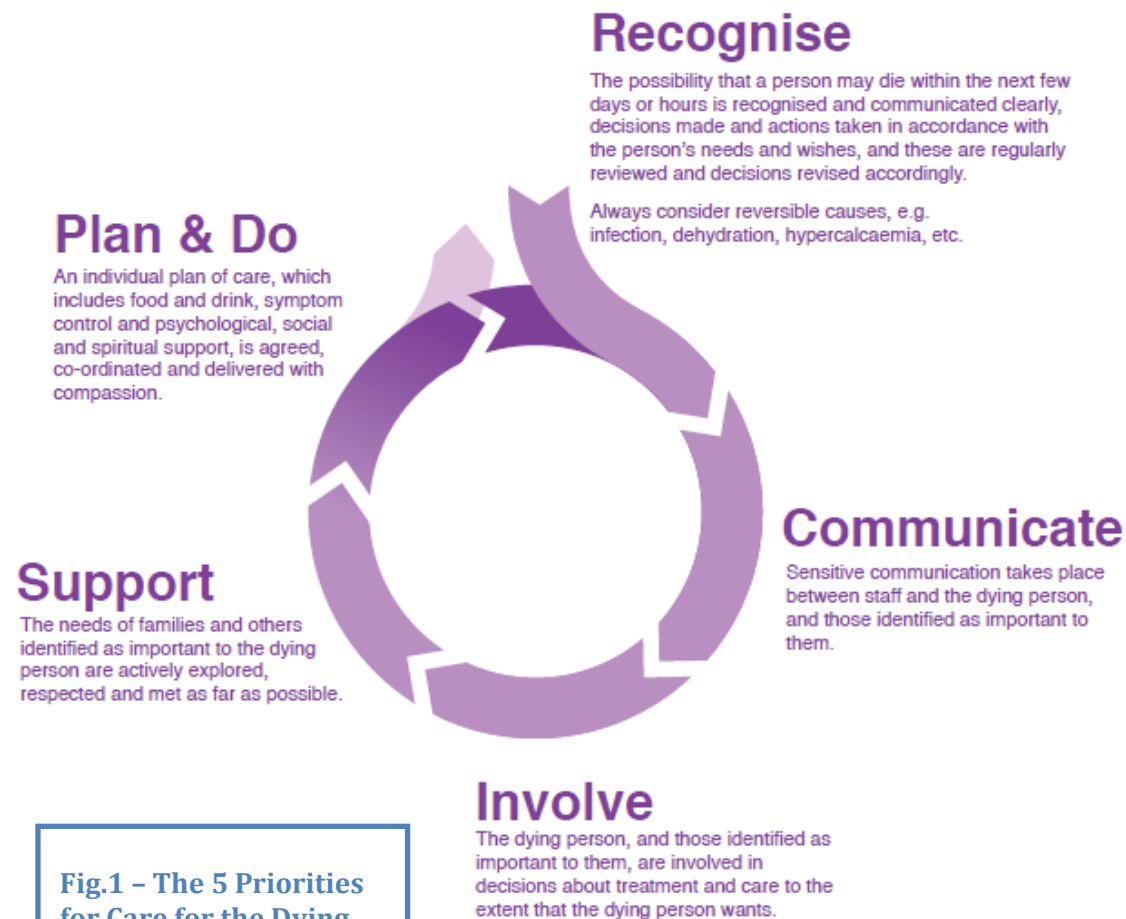 Recognise
The possibility that a person may die within the next few
days or hours is recognised and communicated clearly,
decisions made and actions taken in accordance with
the person's needs and wishes, and these are regularly
reviewed and decisions revised accordingly.
Always consider reversible causes, e.g.
infection, dehydration, hypercalcaemia, etc.
Communicate
Sensitive communication takes place
between staff and the dying person,
and those identified as important to
them.
Involve
The dying person, and those identified as
important to them, are involved in
decisions about treatment and care to the
extent that the dying person wants.
Support
The needs of families and others
identified as important to the dying
person are actively explored,
respected and met as far as possible.
Plan & Do
An individual plan of care, which
includes food and drink, symptom
control and psychological, social
and spiritual support, is agreed,
co-ordinated and delivered with
compassion.
Fig.1 – The 5 Priorities
for Care for the Dying